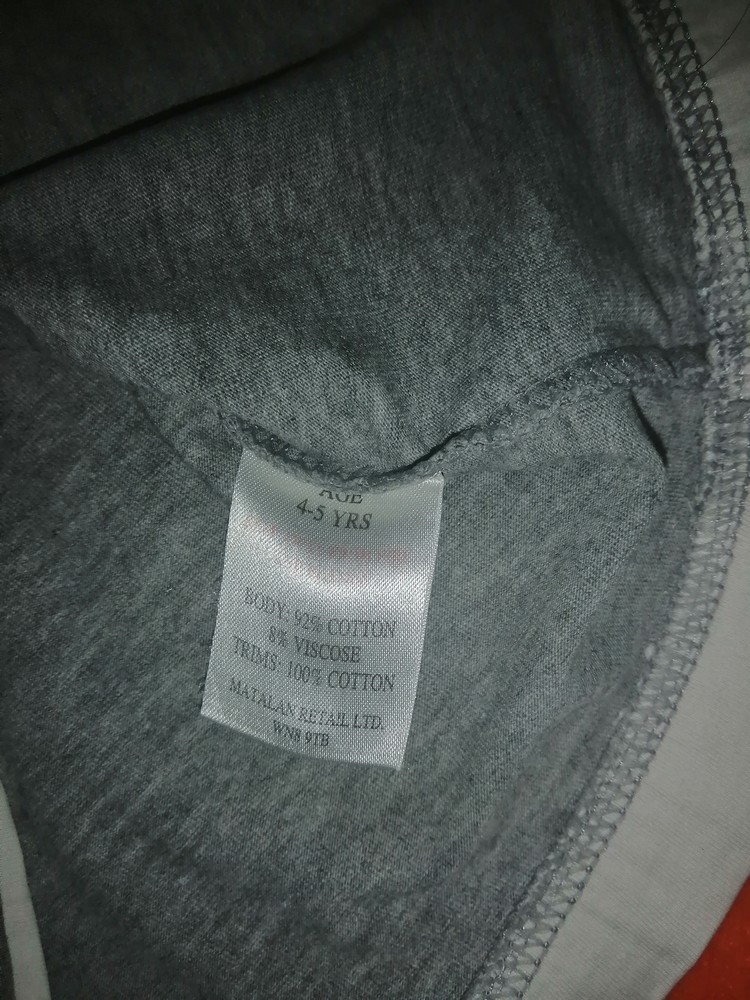 AGE
4-5 YRS
BODY: 92% COTTON
8% VISCOSE
TRIMS: 100% COTTON
MATALAN RETAIL LTD.
WN8 9TB